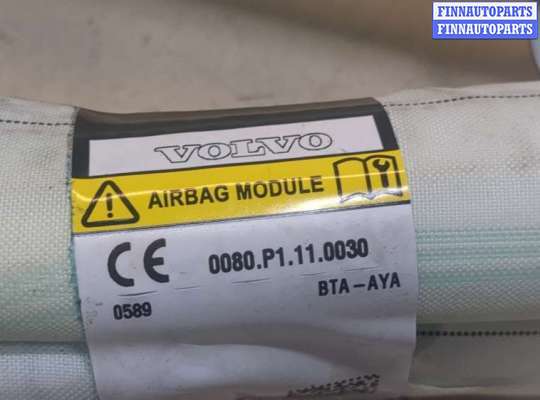 FINNAUTOPARTS
FINNAUTOPARTS
VOLVO
AIRBAG MODULE
CE 0080.P1.11.0030
0589 BTA-AYA